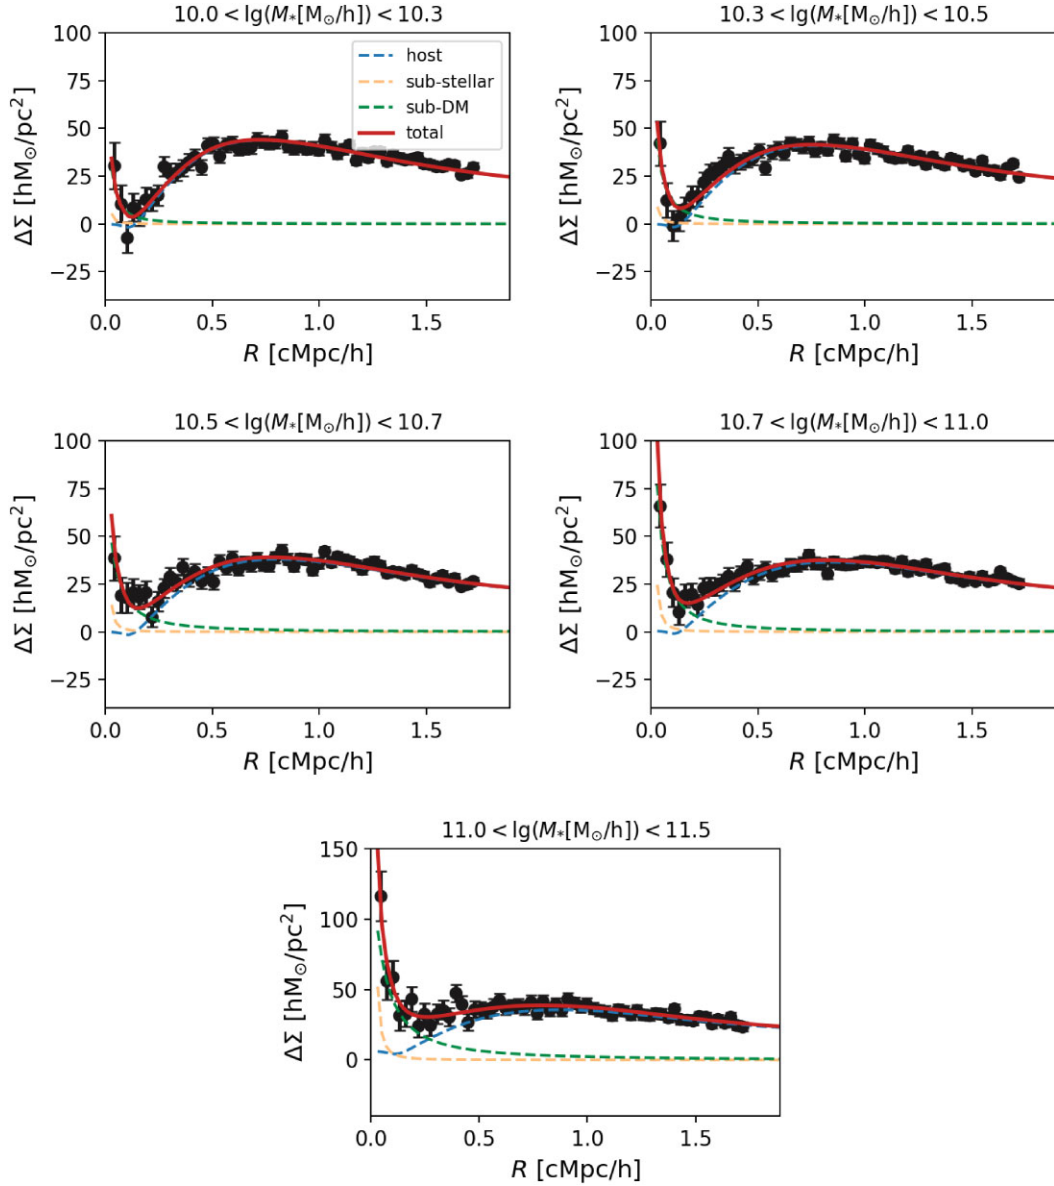 10.0 < lg(M*[M⊙/h]) < 10.3
100
75
50
25
0
−25
ΔΣ [hM⊙/pc²]
host
sub-stellar
sub-DM
total
0.0 0.5 1.0 1.5
R [cMpc/h]
10.3 < lg(M*[M⊙/h]) < 10.5
100
75
50
25
0
−25
ΔΣ [hM⊙/pc²]
0.0 0.5 1.0 1.5
R [cMpc/h]
10.5 < lg(M*[M⊙/h]) < 10.7
100
75
50
25
0
−25
ΔΣ [hM⊙/pc²]
0.0 0.5 1.0 1.5
R [cMpc/h]
10.7 < lg(M*[M⊙/h]) < 11.0
100
75
50
25
0
−25
ΔΣ [hM⊙/pc²]
0.0 0.5 1.0 1.5
R [cMpc/h]
11.0 < lg(M*[M⊙/h]) < 11.5
150
100
50
0
ΔΣ [hM⊙/pc²]
0.0 0.5 1.0 1.5
R [cMpc/h]